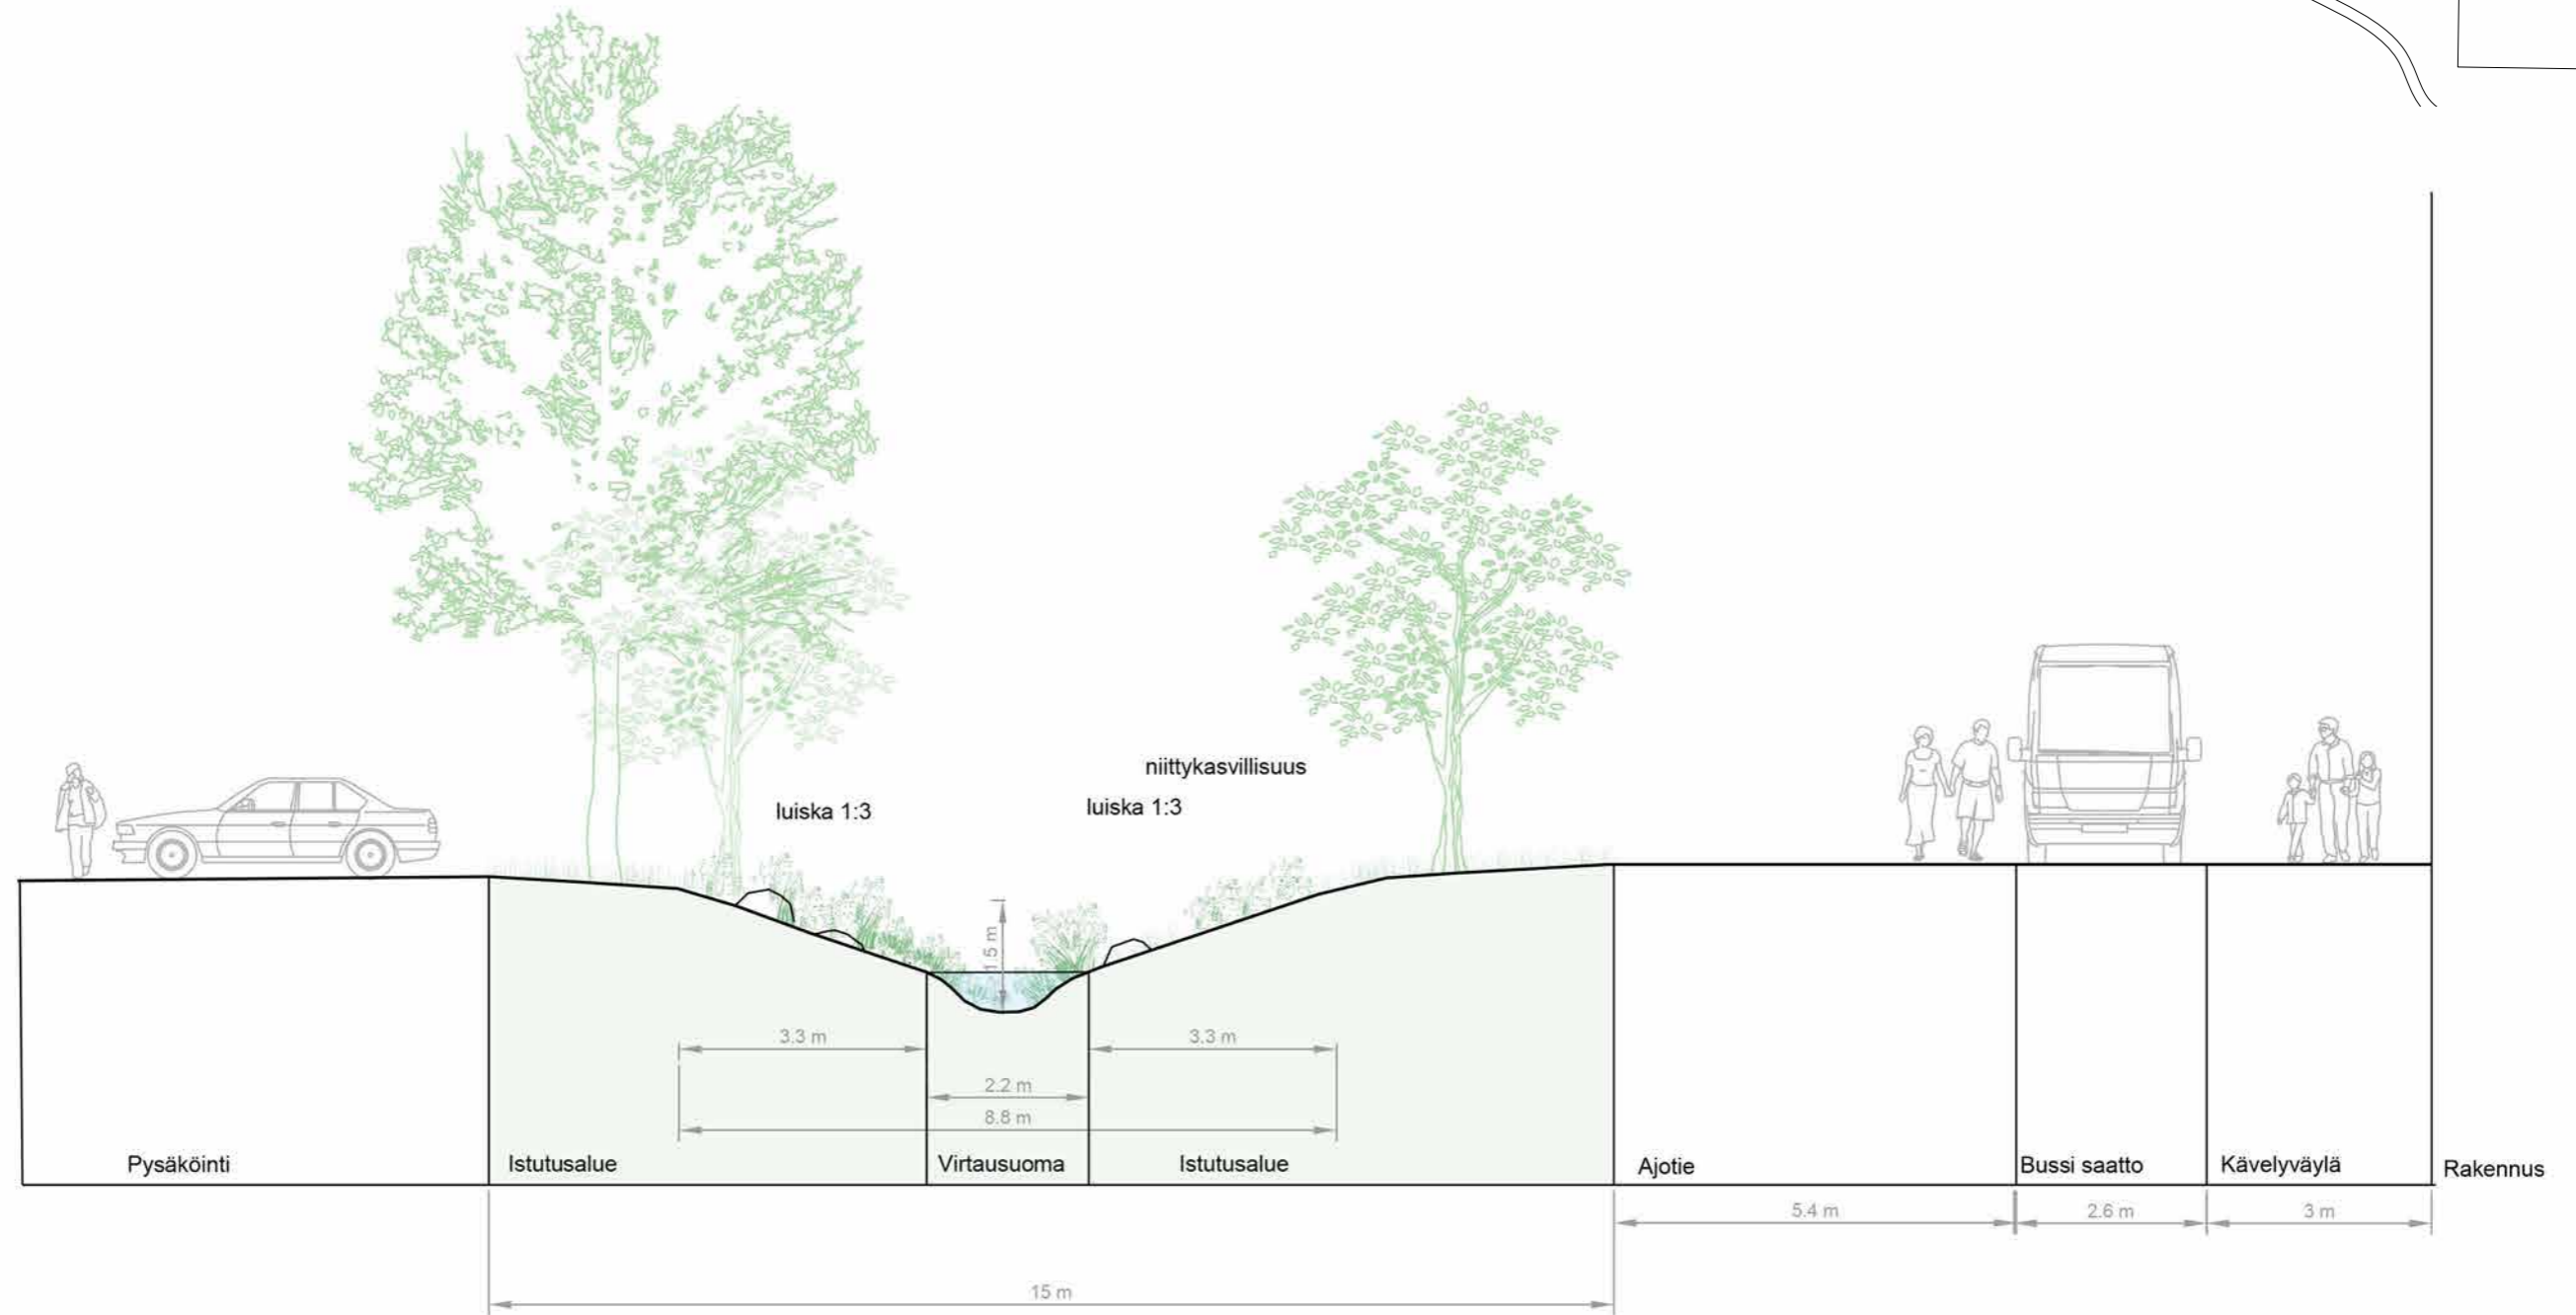 niittykasvillisuus
luiska 1:3
luiska 1:3
1.5 m
3.3 m
3.3 m
2.2 m
8.8 m
Pysäköinti
Istutusalue
Virtausuoma
Istutusalue
Ajotie
Bussi saatto
Kävelyväylä
Rakennus
5.4 m
2.6 m
3 m
15 m